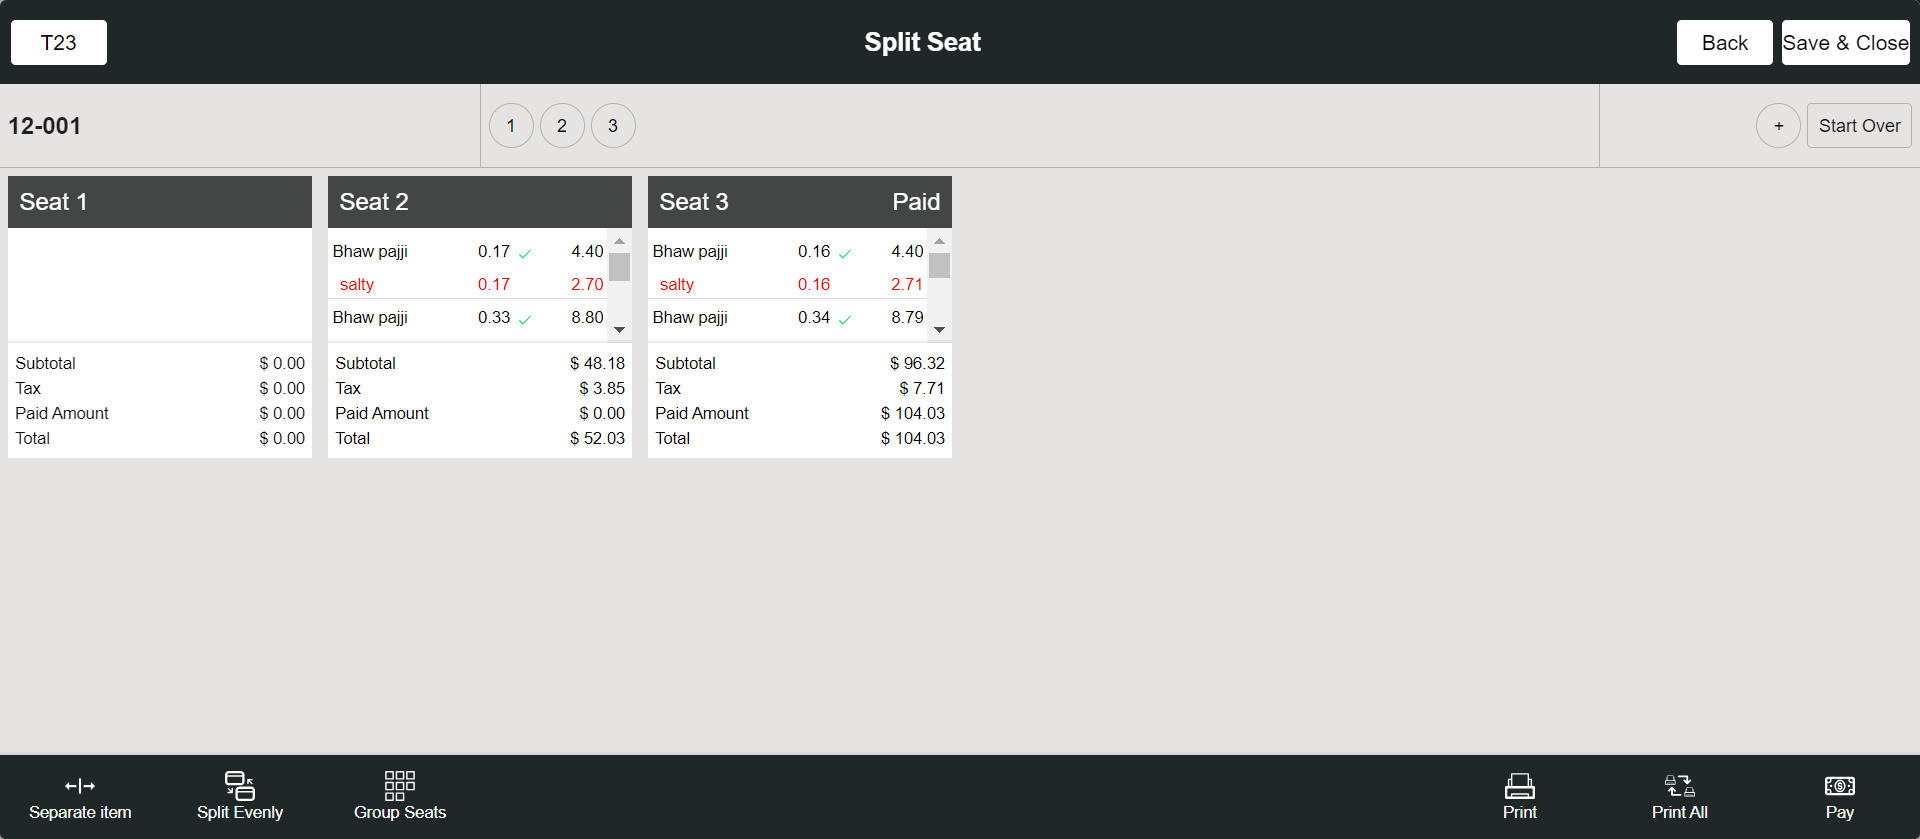 T23
Split Seat
Back
Save & Close
12-001
1 2 3
+
Start Over
Seat 1
Subtotal $ 0.00
Tax $ 0.00
Paid Amount $ 0.00
Total $ 0.00
Seat 2
Bhaw pajji 0.17 4.40
salty 0.17 2.70
Bhaw pajji 0.33 8.80
Subtotal $ 48.18
Tax $ 3.85
Paid Amount $ 0.00
Total $ 52.03
Seat 3 Paid
Bhaw pajji 0.16 4.40
salty 0.16 2.71
Bhaw pajji 0.34 8.79
Subtotal $ 96.32
Tax $ 7.71
Paid Amount $ 104.03
Total $ 104.03
Separate item
Split Evenly
Group Seats
Print
Print All
Pay